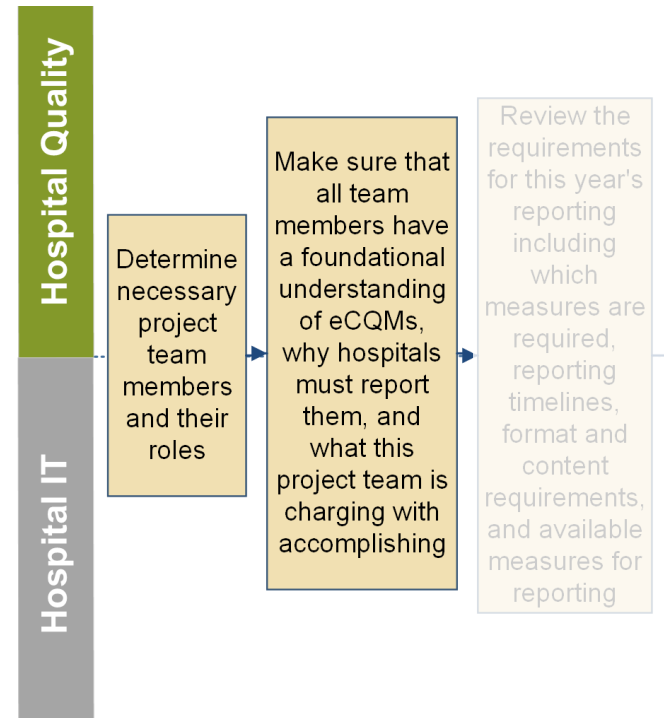 Hospital Quality
Hospital IT
Determine
necessary
project
team
members
and their
roles
Make sure that
all team
members have
a foundational
understanding
of eCQMs,
why hospitals
must report
them, and
what this
project team is
charging with
accomplishing
Review the
requirements
for this year's
reporting
including
which
measures are
required,
reporting
timelines,
format and
content
requirements,
and available
measures for
reporting